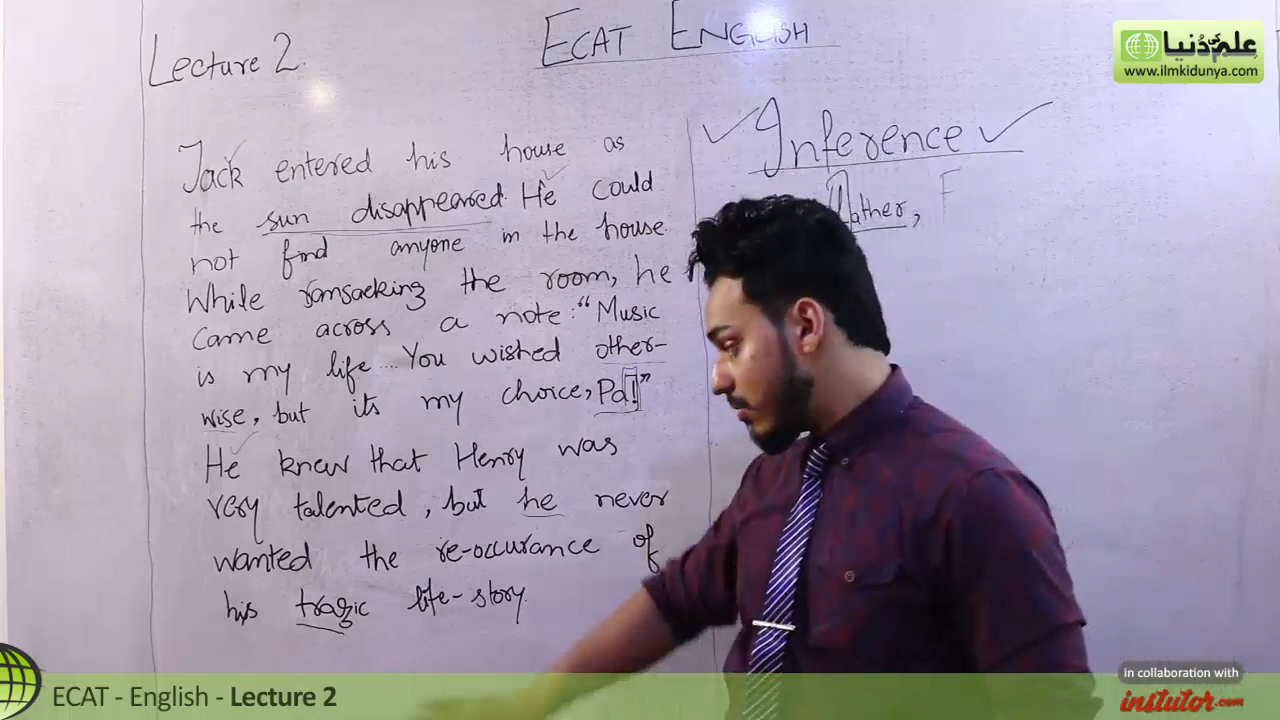 Lecture 2
ECAT ENGLISH
علم کی دُنیا
www.ilmkidunya.com
Jack entered his house as
the sun disappeared. He could
not find anyone in the house.
While ransacking the room, he
came across a note: "Music
is my life.... You wished other-
wise, but its my choice, Pa!"
He knew that Henry was
very talented, but he never
wanted the re-occurance of
his tragic life-story.
Inference
F
ECAT - English - Lecture 2
In collaboration with
instutor.com